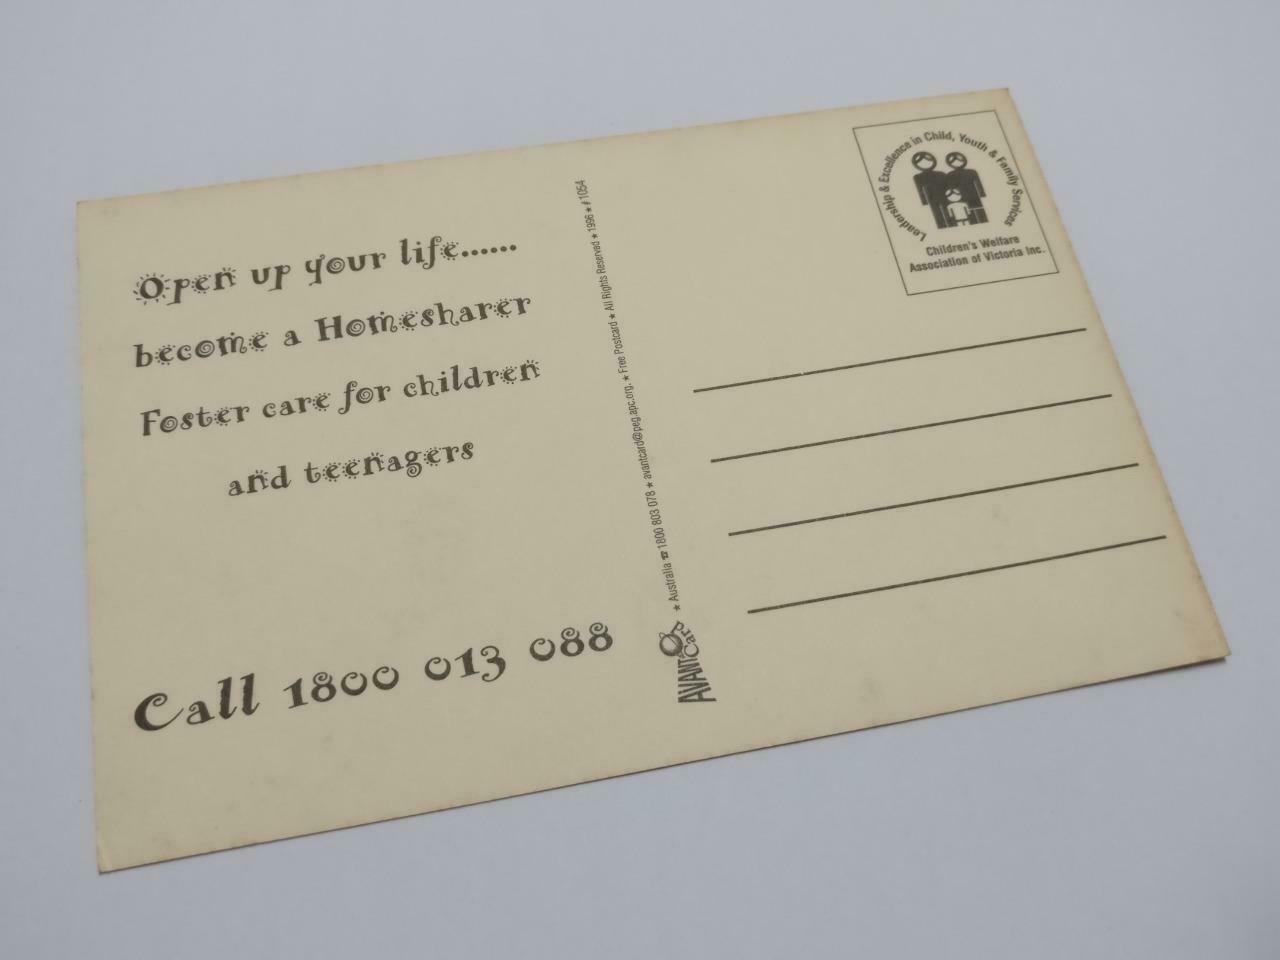 Open up your life......
become a Homesharer
Foster care for children
and teenagers
Call 1800 013 088
AVANT Card ★ Australia ☎ 1800 803 078 ★ avantcard@peg.apc.org. ★ Free Postcard ★ All Rights Reserved ★ 1996 ★ #1054
Leadership & Excellence in Child, Youth & Family Services
Children's Welfare
Association of Victoria Inc.